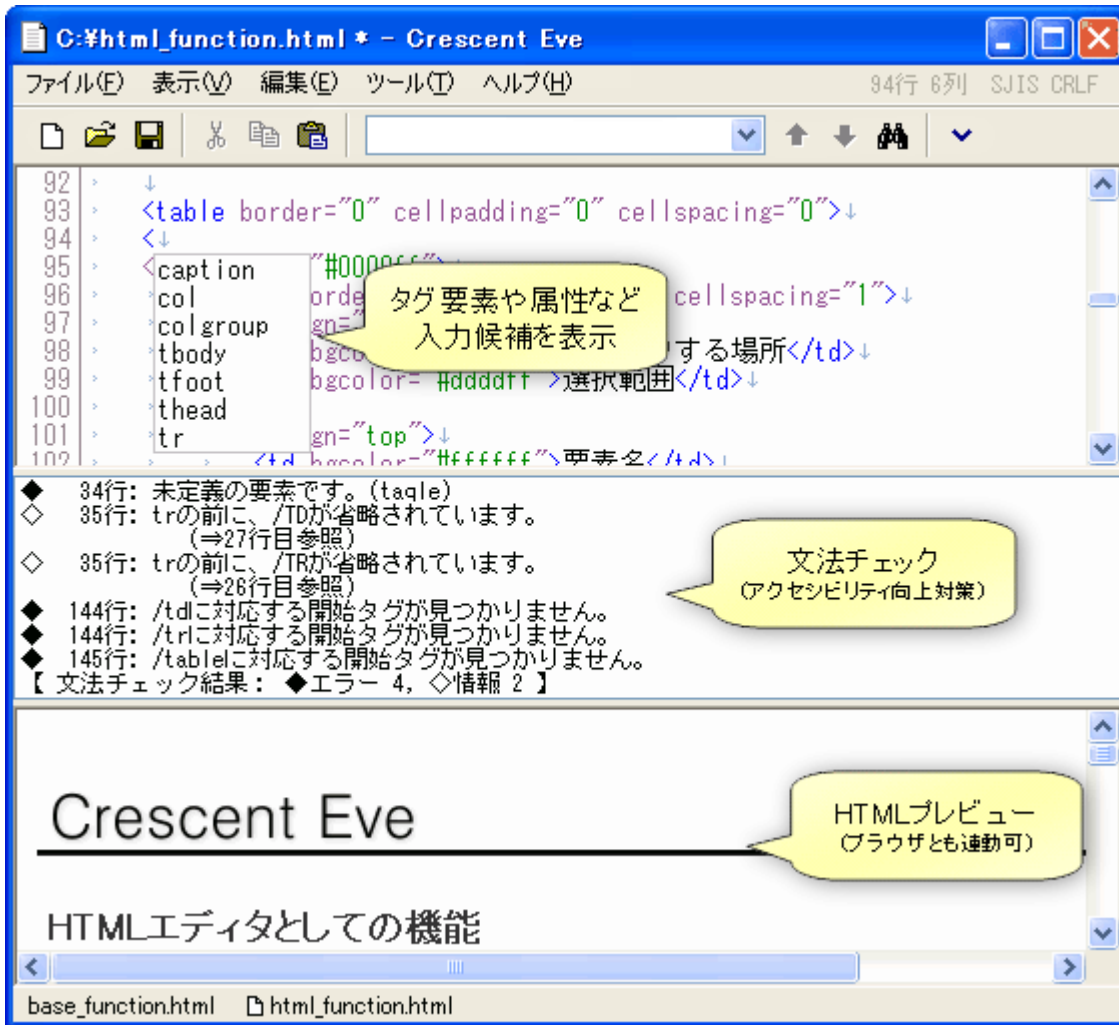 C:¥html_function.html * - Crescent Eve
ファイル(F) 表示(V) 編集(E) ツール(T) ヘルプ(H) 94行 6列 SJIS CRLF
92 ↓
93 <table border="0" cellpadding="0" cellspacing="0">↓
94 <↓
95 < "#0000ff">↓
96 cellspacing="1">↓
97 gn="
98 bgco する場所</td>↓
99 bgcolor="#ddddff">選択範囲</td>↓
100
101 gn="top">↓
102 <td bgcolor="#ffffff">要素名</td>↓
caption
col
colgroup
tbody
tfoot
thead
tr
タグ要素や属性など
入力候補を表示
◆ 34行: 未定義の要素です。(taqle)
◇ 35行: trの前に、/TDが省略されています。
(⇒27行目参照)
◇ 35行: trの前に、/TRが省略されています。
(⇒26行目参照)
◆ 144行: /tdに対応する開始タグが見つかりません。
◆ 144行: /trに対応する開始タグが見つかりません。
◆ 145行: /tableに対応する開始タグが見つかりません。
【 文法チェック結果: ◆エラー 4, ◇情報 2 】
文法チェック
(アクセシビリティ向上対策)
Crescent Eve
HTMLプレビュー
(ブラウザとも連動可)
HTMLエディタとしての機能
base_function.html html_function.html